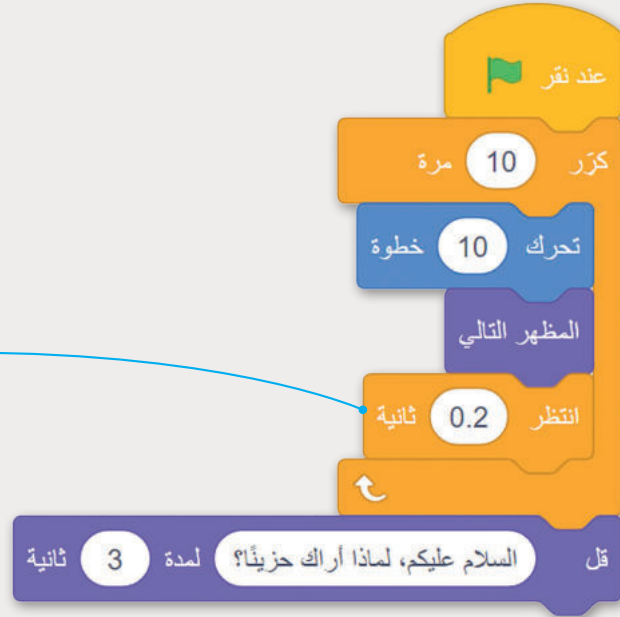 عند نقر
كرّر 10 مرة
تحرك 10 خطوة
المظهر التالي
انتظر 0.2 ثانية
قل السلام عليكم، لماذا أراك حزينًا؟ لمدة 3 ثانية